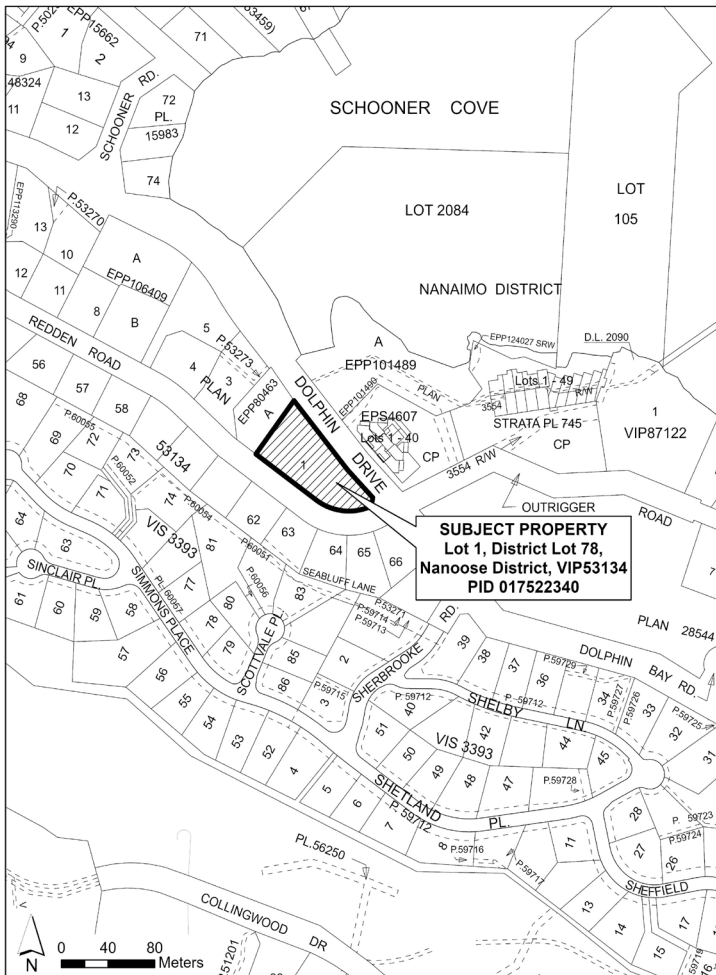 P.5024
EPP15662
53459)
71
1
2
9
48324
13
11
12
SCHOONER RD.
72
PL.
15983
74
SCHOONER COVE
LOT 2084
LOT
105
NANAIMO DISTRICT
EPP113290
P.53270
13
10
12
11
A
EPP106409
8
B
5
P.53273
4
3
PLAN
EPP80463
A
REDDEN ROAD
56
57
58
68
69
72
P.60055
70
71
P.60052
73
53134
74
P.60054
A
EPP101489
PLAN
EPP124027 SRW
D.L. 2090
EPP101490
Lots 1 - 49
R/W
3554
STRATA PL 745
CP
1
VIP87122
EPS4607
Lots 1 - 40
CP
3554 R/W
DOLPHIN DRIVE
1
OUTRIGGER ROAD
SUBJECT PROPERTY
Lot 1, District Lot 78,
Nanoose District, VIP53134
PID 017522340
62
63
64
65
66
P.60051
SEABLUFF LANE
VIS 3393
81
64
63
SINCLAIR PL.
61
60
59
58
57
SIMMONS PLACE
PL.60057
77
78
79
80
P.60056
SCOTTVALE PL.
83
85
86
P.53271
P.59714
P.59713
2
3
P.59715
SHERBROOKE RD.
7
PLAN 28544
DOLPHIN BAY RD.
39
38
37
36
P.59729
34
P.59727
P.59726
33
32
P.59725
31
56
55
54
53
52
4
5
6
7
P. 59712
8
P.59716
P. 59712
40
51
50
49
48
47
42
P.59712
SHELBY LN
44
45
VIS 3393
P.59728
SHETLAND PL.
P.59717
11
13
14
15
17
16
28
27
26
P. 59723
P.59724
SHEFFIELD
P.59719
PL.56250
COLLINGWOOD DR
51201
N
0 40 80
Meters